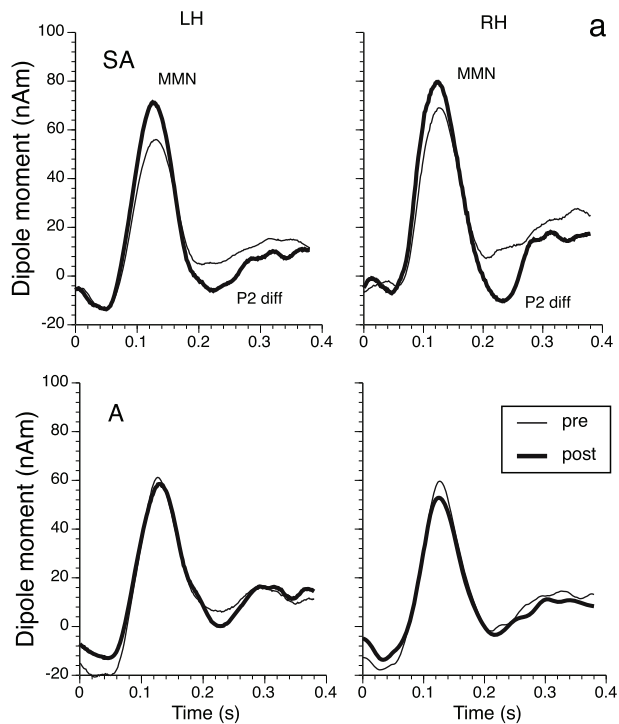 LH
RH
a
SA
MMN
MMN
Dipole moment (nAm)
100
80
60
40
20
0
-20
P2 diff
P2 diff
0 0.1 0.2 0.3 0.4
0 0.1 0.2 0.3 0.4
A
pre
post
Dipole moment (nAm)
100
80
60
40
20
0
-20
0 0.1 0.2 0.3 0.4
0 0.1 0.2 0.3 0.4
Time (s)
Time (s)